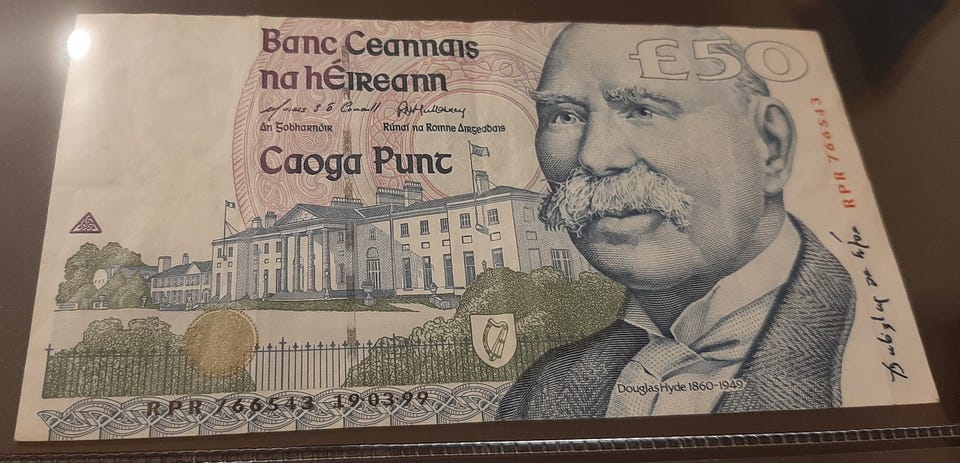 Banc Ceannais
na hÉireann
£50
An Gobharnóir
Rúnaí na Roinne Airgeadais
Caoga Punt
RPR 766543
Douglas Hyde 1860-1949
RPR 766543 19.03.99